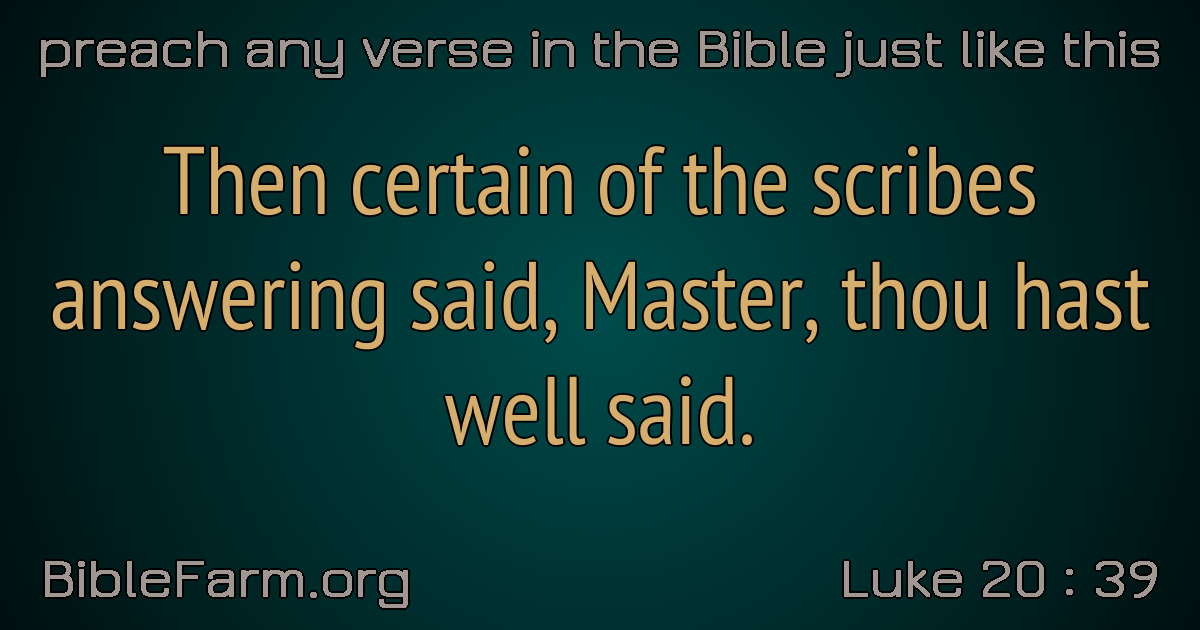 preach any verse in the Bible just like this
Then certain of the scribes
answering said, Master, thou hast
well said.
BibleFarm.org
Luke 20 : 39